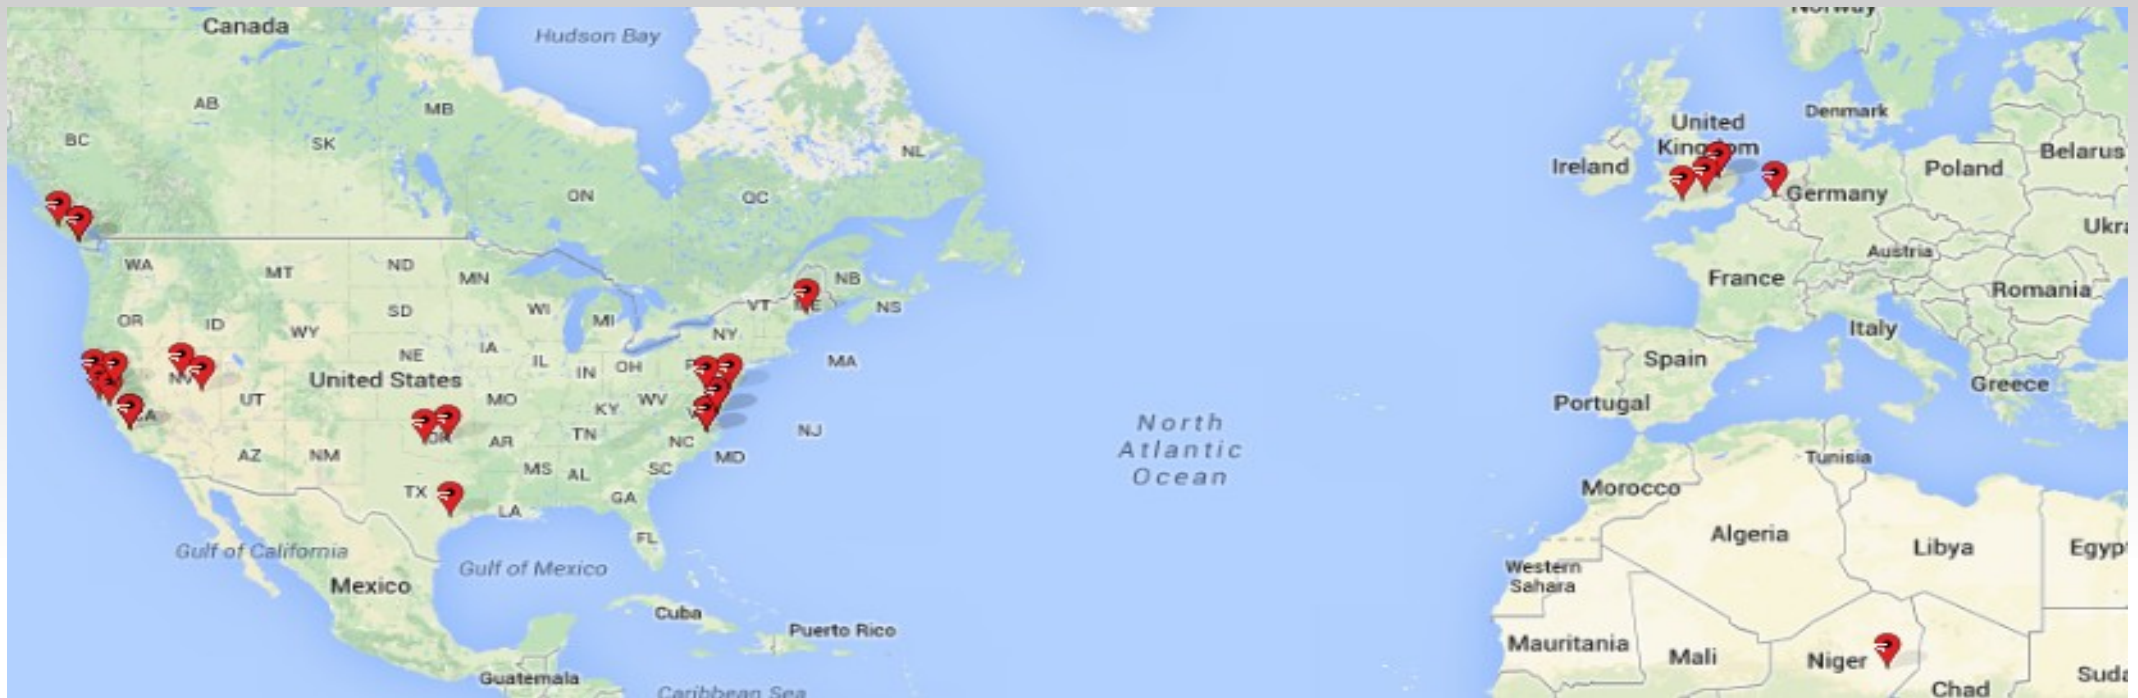 Canada
Hudson Bay
Norway
AB
MB
BC
SK
NL
ON
QC
Denmark
United
Kingdom
Ireland
Belarus
Poland
Germany
Ukr
WA
MT
ND
MN
NB
VT
NS
Austria
France
Romania
OR
ID
WY
SD
WI
MI
NY
Italy
NE
IA
IL
IN
OH
MA
Spain
NV
United States
UT
MO
KY
WV
Portugal
Greece
CA
OK
AR
TN
NC
NJ
North
Atlantic
Ocean
AZ
NM
MS
AL
SC
MD
Tunisia
TX
LA
GA
Morocco
FL
Algeria
Libya
Egyp
Gulf of California
Gulf of Mexico
Western
Sahara
Mexico
Cuba
Puerto Rico
Mauritania
Mali
Niger
Chad
Suda
Guatemala
Caribbean Sea